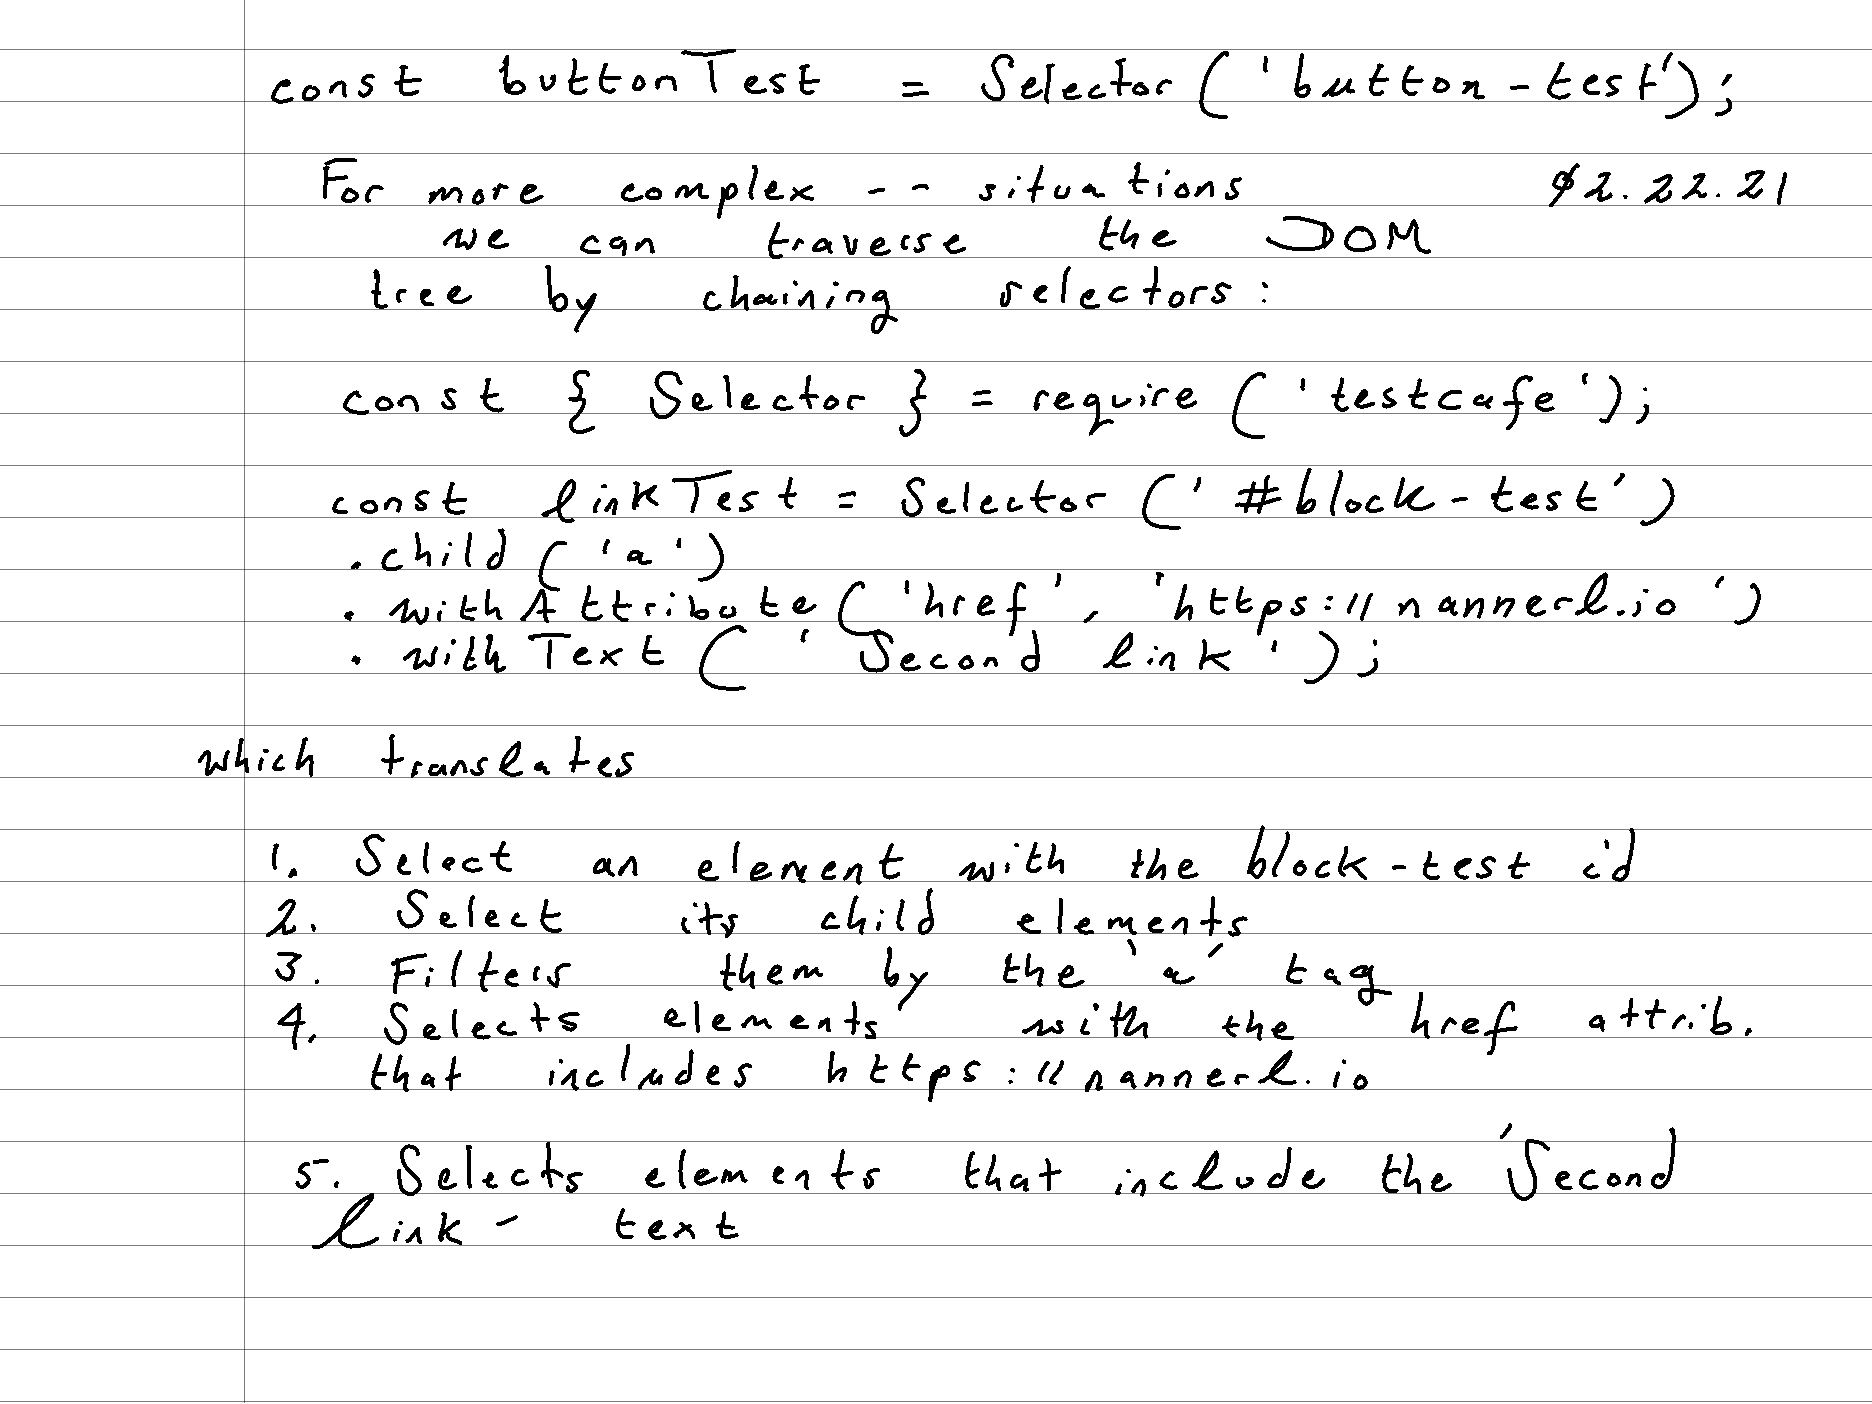 const buttonTest = Selector('button-test');
For more complex -- situations 02.22.21
we can traverse the DOM
tree by chaining selectors:
const { Selector } = require ('testcafe');
const linkTest = Selector ('#block-test')
.child ('a')
.withAttribute ('href', 'https://nannerl.io')
.withText (' Second link');
which translates
1. Select an element with the block-test id
2. Select its child elements
3. Filters them by the 'a' tag
4. Selects elements with the href attrib.
that includes https://nannerl.io
5. Selects elements that include the 'Second
link - text